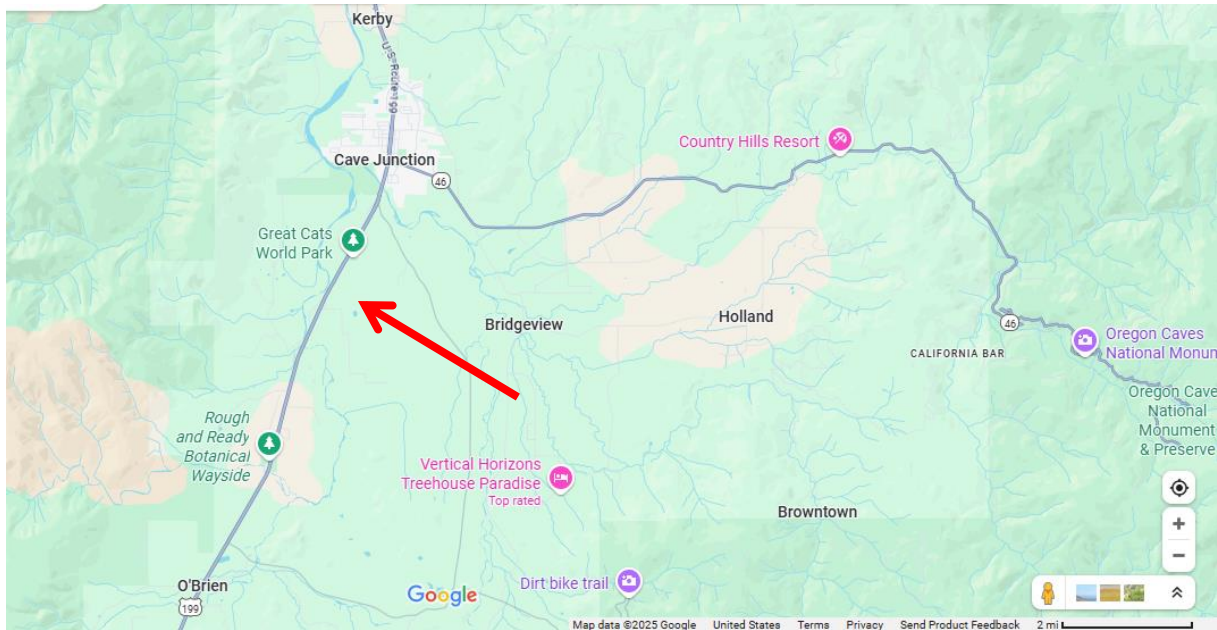 Kerby
U.S. Route 199
Cave Junction
46
Country Hills Resort
Great Cats
World Park
Bridgeview
Holland
46
Oregon Caves
National Monum
CALIFORNIA BAR
Oregon Cave
National
Monument
& Preserve
Rough
and Ready
Botanical
Wayside
Vertical Horizons
Treehouse Paradise
Top rated
Browntown
O'Brien
199
Google
Dirt bike trail
Map data ©2025 Google United States Terms Privacy Send Product Feedback 2 mi